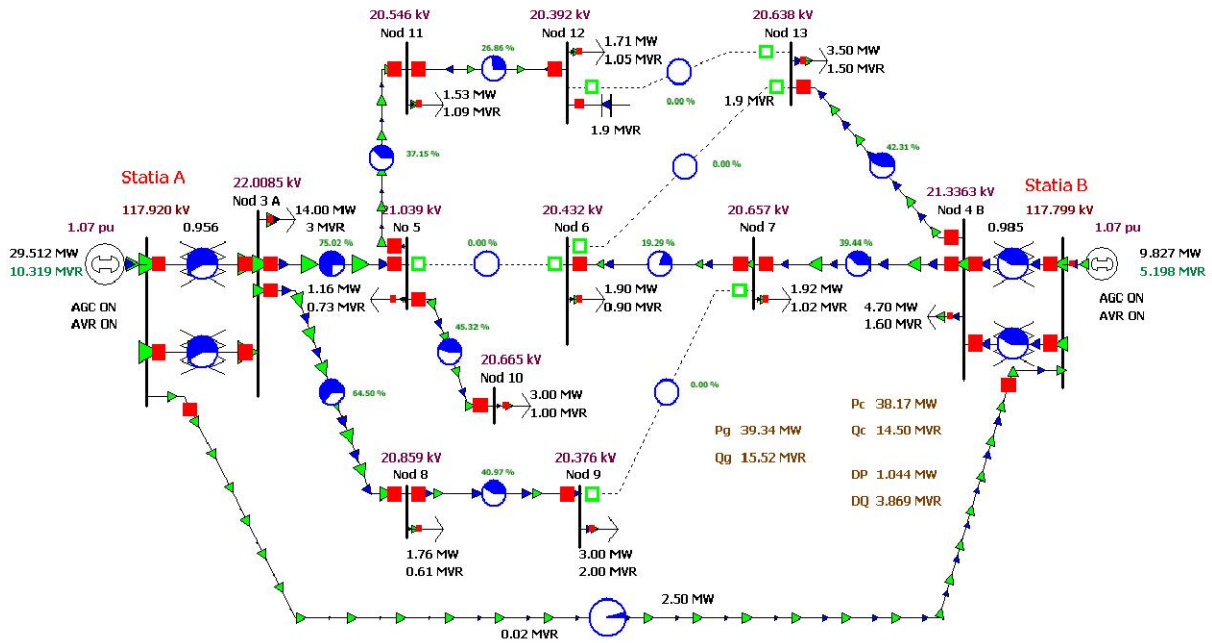 20.546 kV
Nod 11
26.86 %
20.392 kV
Nod 12
1.71 MW
1.05 MVR
0.00 %
20.638 kV
Nod 13
3.50 MW
1.50 MVR
1.53 MW
1.09 MVR
1.9 MVR
1.9 MVR
37.15 %
0.00 %
42.31 %
Statia A
117.920 kV
22.0085 kV
Nod 3 A
0.956
14.00 MW
3 MVR
75.02 %
21.039 kV
No 5
0.00 %
20.432 kV
Nod 6
19.29 %
20.657 kV
Nod 7
39.44 %
21.3363 kV
Nod 4 B
Statia B
117.799 kV
0.985
1.07 pu
29.512 MW
10.319 MVR
AGC ON
AVR ON
1.07 pu
9.827 MW
5.198 MVR
AGC ON
AVR ON
1.16 MW
0.73 MVR
1.90 MW
0.90 MVR
1.92 MW
1.02 MVR
4.70 MW
1.60 MVR
45.32 %
20.665 kV
Nod 10
3.00 MW
1.00 MVR
64.50 %
0.00 %
Pg 39.34 MW
Qg 15.52 MVR
Pc 38.17 MW
Qc 14.50 MVR
DP 1.044 MW
DQ 3.869 MVR
20.859 kV
Nod 8
40.97 %
20.376 kV
Nod 9
1.76 MW
0.61 MVR
3.00 MW
2.00 MVR
2.50 MW
0.02 MVR